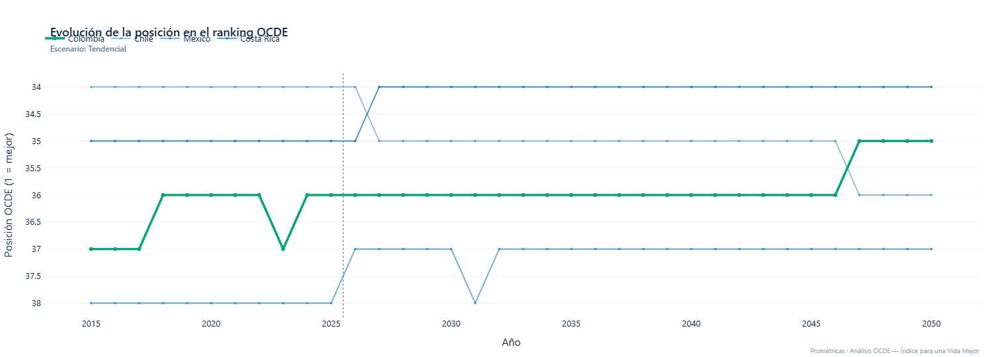 Evolución de la posición en el ranking OCDE
Colombia Chile Mexico Costa Rica
Escenario: Tendencial
34
34.5
35
35.5
36
36.5
37
37.5
38
Posición OCDE (1 = mejor)
2015 2020 2025 2030 2035 2040 2045 2050
Año
Prométricas · Análisis OCDE — Índice para una Vida Mejor